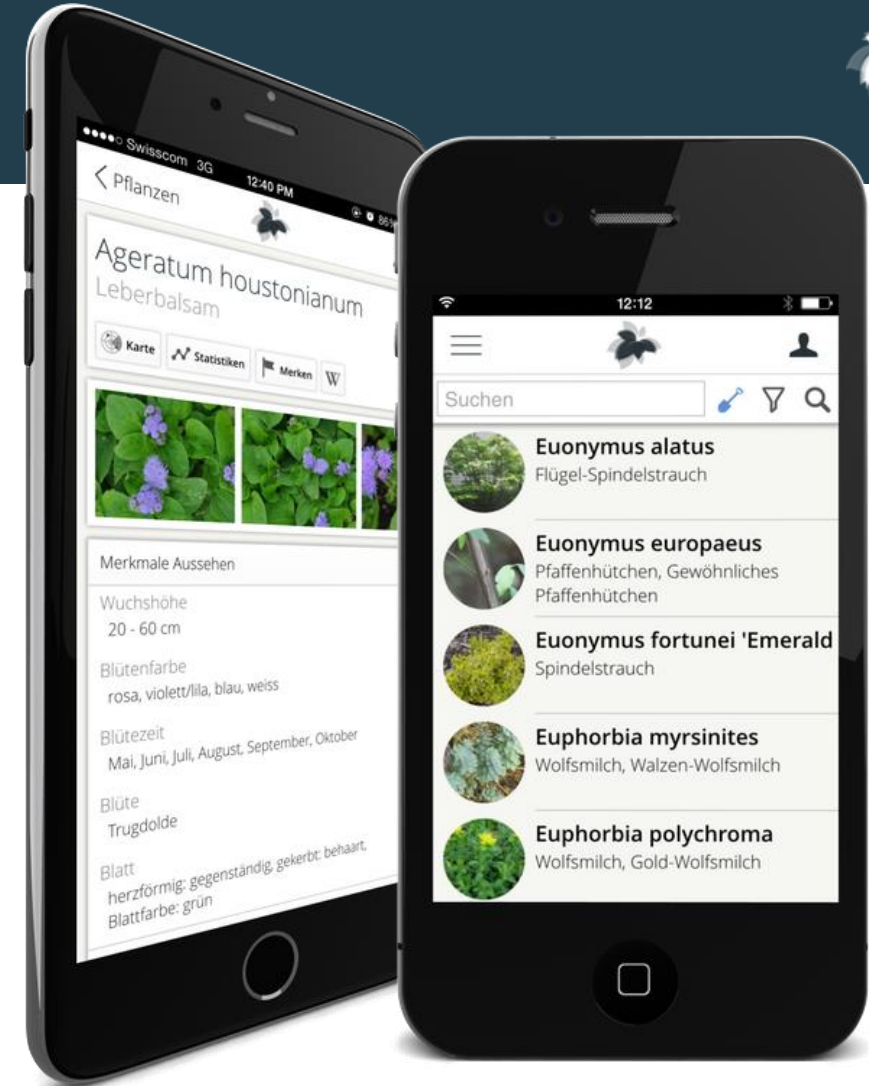 Swisscom 3G 12:40 PM 86%
Pflanzen
Ageratum houstonianum
Leberbalsam
Karte Statistiken Merken W
Merkmale Aussehen
Wuchshöhe
20 - 60 cm
Blütenfarbe
rosa, violett/lila, blau, weiss
Blütezeit
Mai, Juni, Juli, August, September, Oktober
Blüte
Trugdolde
Blatt
herzförmig: gegenständig, gekerbt: behaart,
Blattfarbe: grün
12:12
Suchen
Euonymus alatus
Flügel-Spindelstrauch
Euonymus europaeus
Pfaffenhütchen, Gewöhnliches
Pfaffenhütchen
Euonymus fortunei 'Emerald
Spindelstrauch
Euphorbia myrsinites
Wolfsmilch, Walzen-Wolfsmilch
Euphorbia polychroma
Wolfsmilch, Gold-Wolfsmilch